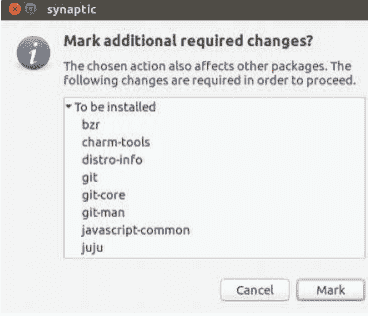 synaptic
Mark additional required changes?
The chosen action also affects other packages. The
following changes are required in order to proceed.
To be installed
bzr
charm-tools
distro-info
git
git-core
git-man
javascript-common
juju
Cancel
Mark